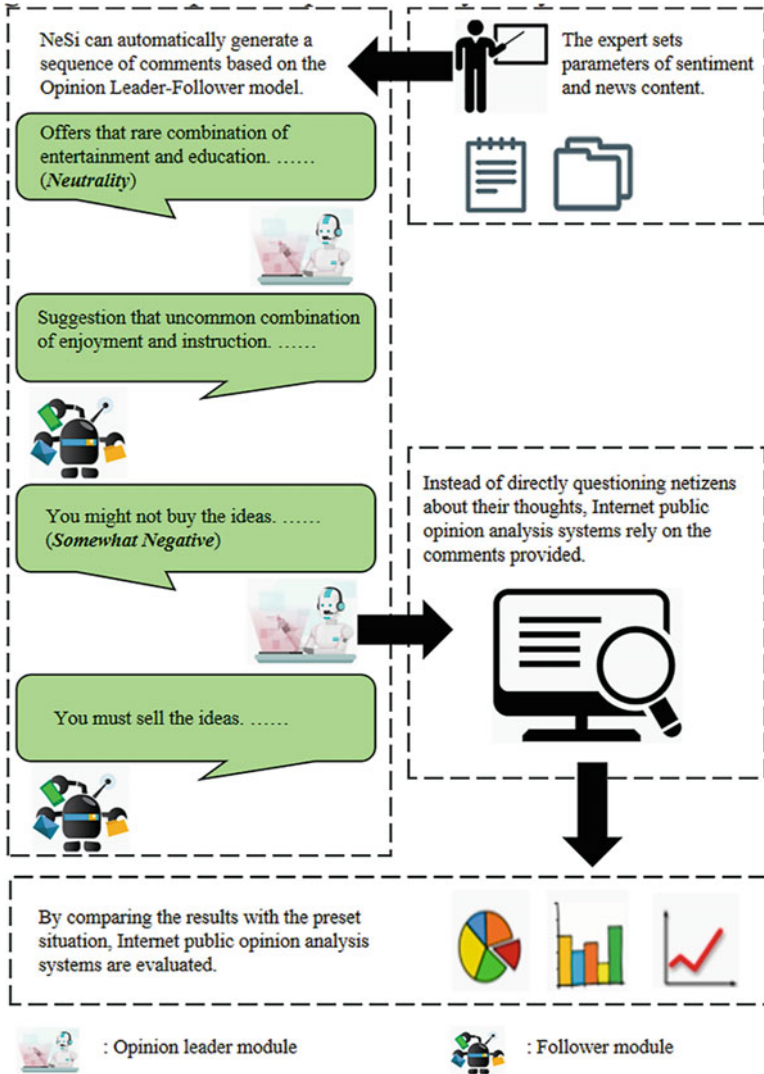 NeSi can automatically generate a
sequence of comments based on the
Opinion Leader-Follower model.
The expert sets
parameters of sentiment
and news content.
Offers that rare combination of
entertainment and education. ……
(Neutrality)
Suggestion that uncommon combination
of enjoyment and instruction. ……
You might not buy the ideas. ……
(Somewhat Negative)
You must sell the ideas. ……
Instead of directly questioning netizens
about their thoughts, Internet public
opinion analysis systems rely on the
comments provided.
By comparing the results with the preset
situation, Internet public opinion analysis
systems are evaluated.
: Opinion leader module
: Follower module